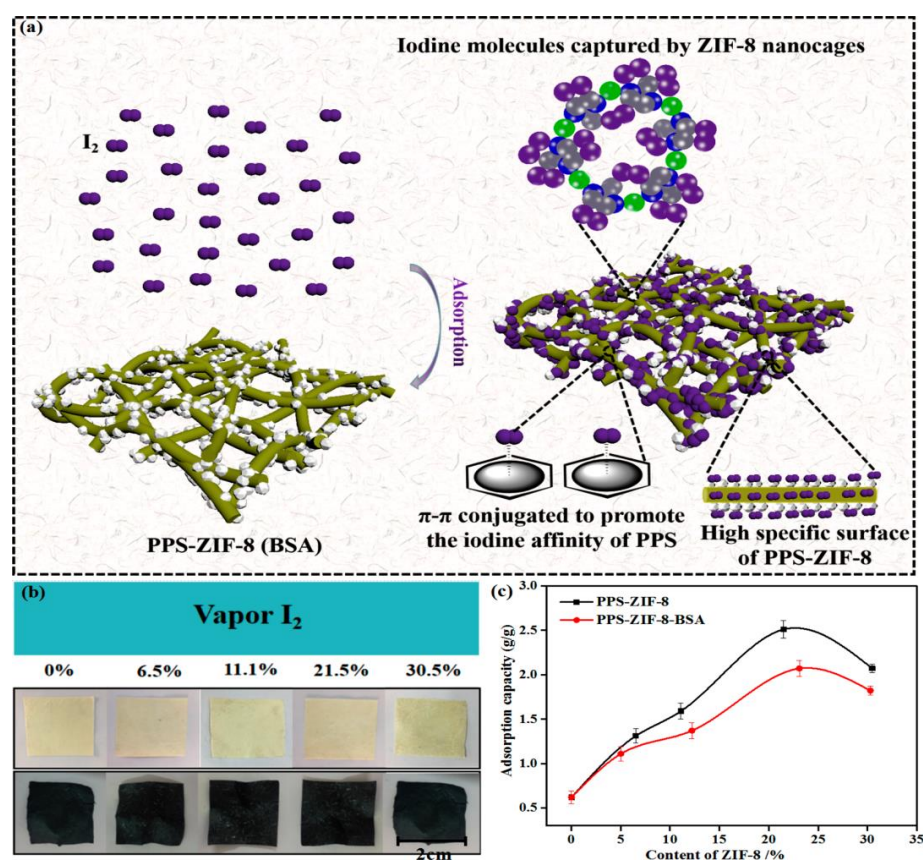 (a)
Iodine molecules captured by ZIF-8 nanocages
I₂
Adsorption
PPS-ZIF-8 (BSA)
π-π conjugated to promote
the iodine affinity of PPS
High specific surface
of PPS-ZIF-8
(b)
Vapor I₂
0% 6.5% 11.1% 21.5% 30.5%
2cm
(c)
PPS-ZIF-8
PPS-ZIF-8-BSA
Adsorption capacity (g/g)
3.0
2.5
2.0
1.5
1.0
0.5
0 5 10 15 20 25 30 35
Content of ZIF-8 /%